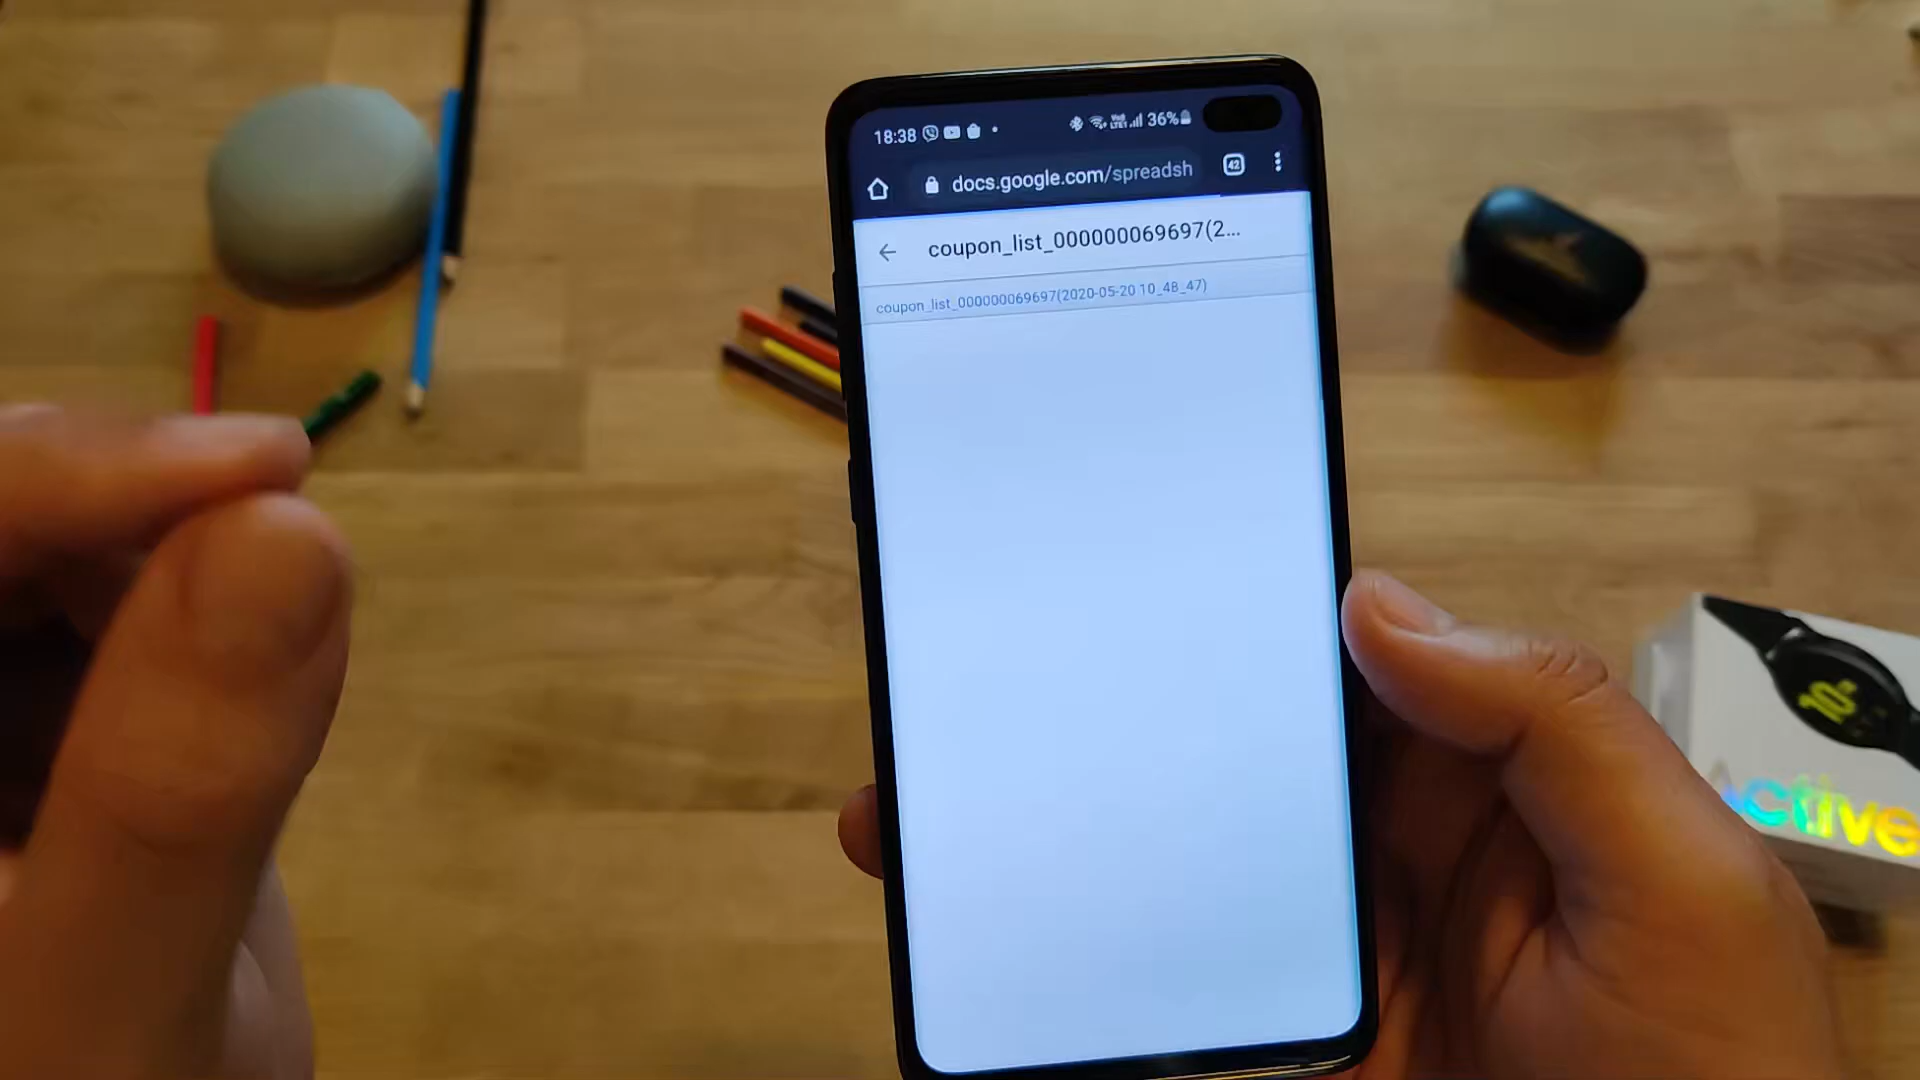 18:38 36%
docs.google.com/spreadsh 42
coupon_list_000000069697(2...
coupon_list_000000069697(2020-05-20 10_48_47)
10
Active